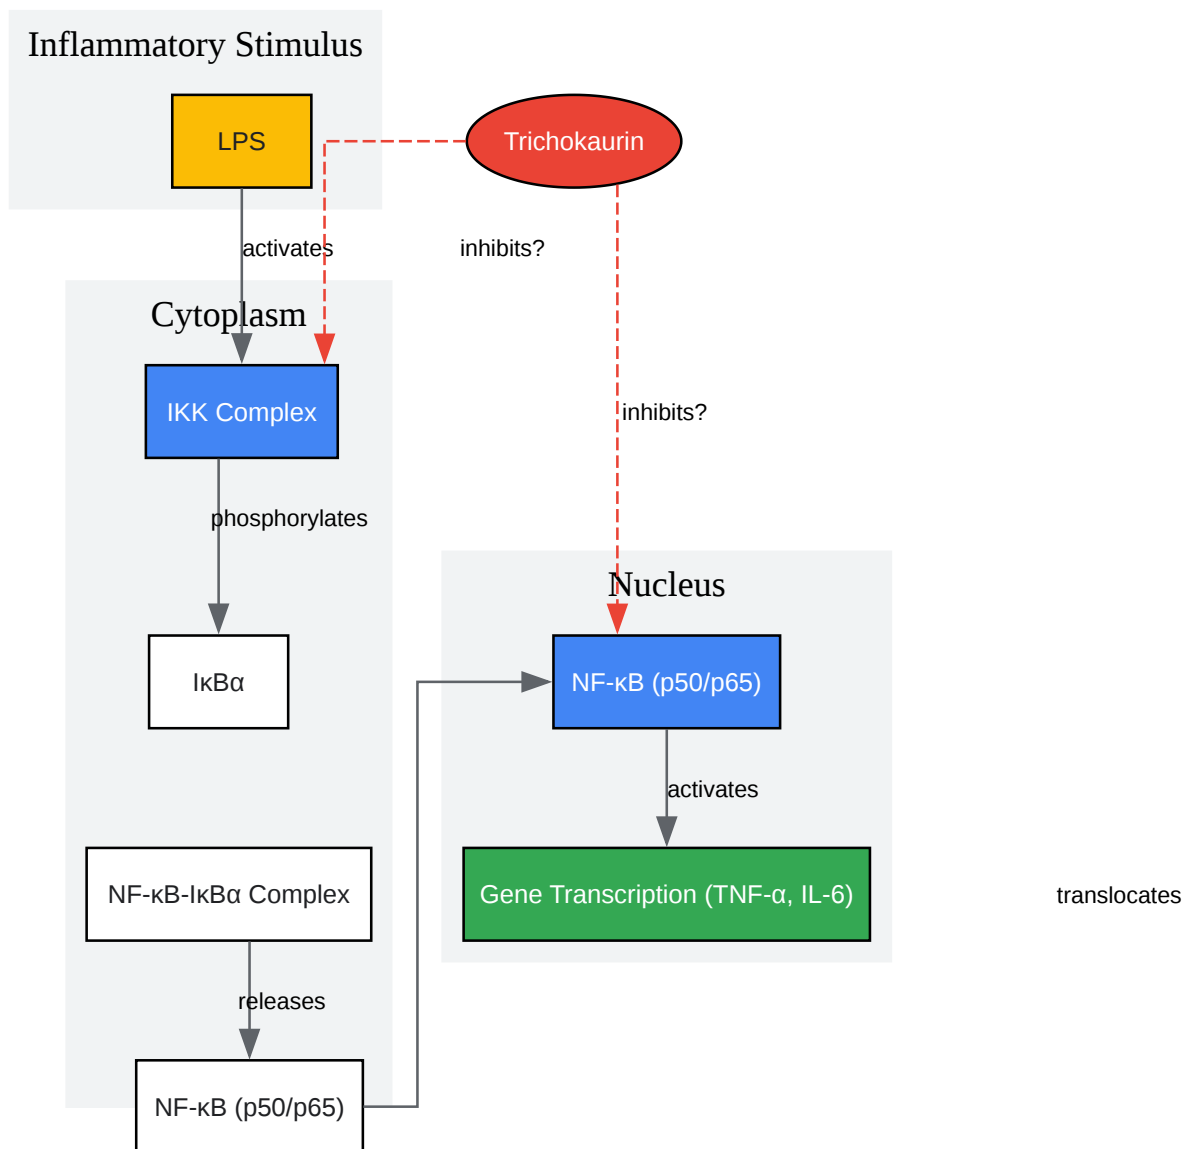 Inflammatory Stimulus
LPS
Trichokaurin
activates
inhibits?
Cytoplasm
IKK Complex
inhibits?
phosphorylates
Nucleus
IκBα
NF-κB (p50/p65)
activates
NF-κB-IκBα Complex
Gene Transcription (TNF-α, IL-6)
translocates
releases
NF-κB (p50/p65)